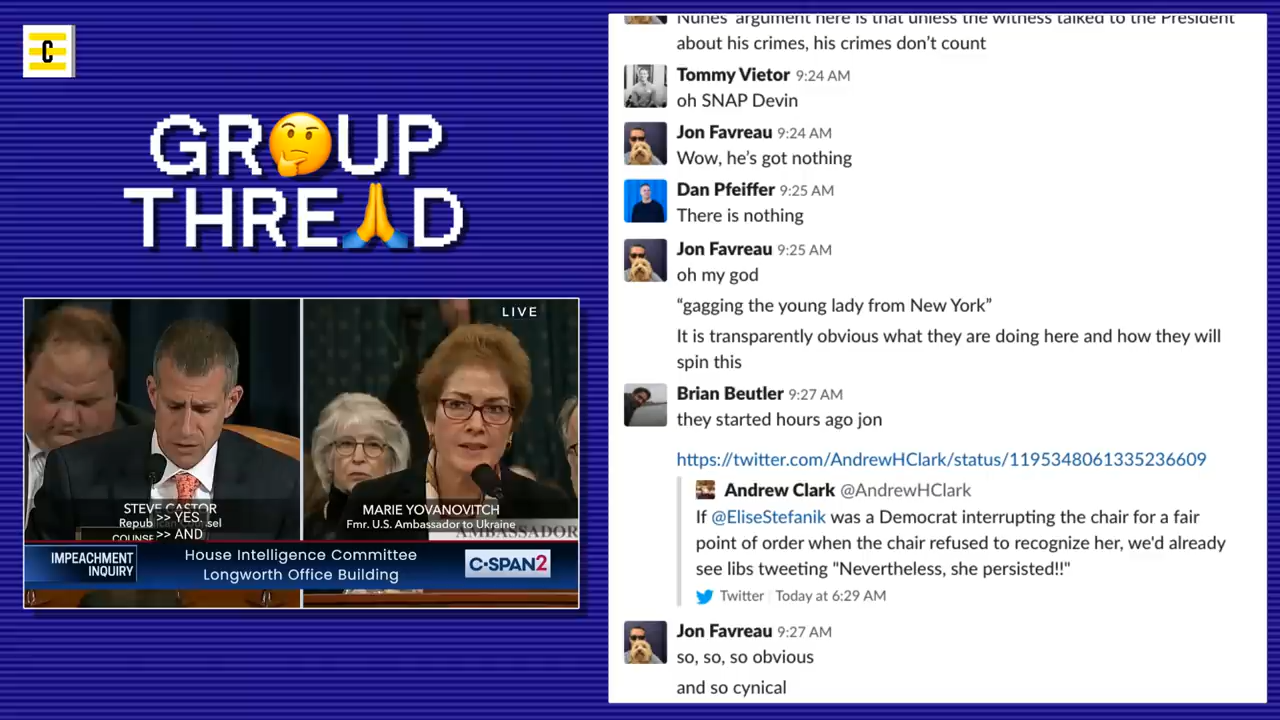 C
GR🤔UP
THRE🙏D
LIVE
STEVE CASTOR
>> YES
>> AND
MARIE YOVANOVITCH
Fmr. U.S. Ambassador to Ukraine
AMBASSADOR
IMPEACHMENT
INQUIRY
House Intelligence Committee
Longworth Office Building
C-SPAN2
Nunes' argument here is that unless the witness talked to the President
about his crimes, his crimes don’t count
Tommy Vietor 9:24 AM
oh SNAP Devin
Jon Favreau 9:24 AM
Wow, he’s got nothing
Dan Pfeiffer 9:25 AM
There is nothing
Jon Favreau 9:25 AM
oh my god
“gagging the young lady from New York”
It is transparently obvious what they are doing here and how they will
spin this
Brian Beutler 9:27 AM
they started hours ago jon
https://twitter.com/AndrewHClark/status/1195348061335236609
Andrew Clark @AndrewHClark
If @EliseStefanik was a Democrat interrupting the chair for a fair
point of order when the chair refused to recognize her, we'd already
see libs tweeting "Nevertheless, she persisted!!"
Twitter Today at 6:29 AM
Jon Favreau 9:27 AM
so, so, so obvious
and so cynical